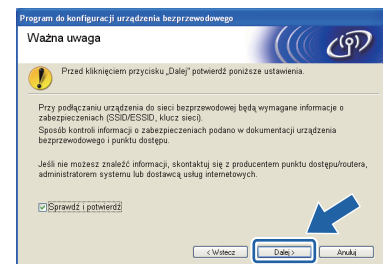 Program do konfiguracji urządzenia bezprzewodowego
Ważna uwaga
Przed kliknięciem przycisku „Dalej” potwierdź poniższe ustawienia.
Przy podłączaniu urządzenia do sieci bezprzewodowej będą wymagane informacje o
zabezpieczeniach (SSID/ESSID, klucz sieci).
Sposób kontroli informacji o zabezpieczeniach podano w dokumentacji urządzenia
bezprzewodowego i punktu dostępu.
Jeśli nie mozesz znaleźć informacji, skontaktuj się z producentem punktu dostępu/routera,
administratorem systemu lub dostawcą usług internetowych.
Sprawdź i potwierdź
< Wstecz Dalej > Anuluj